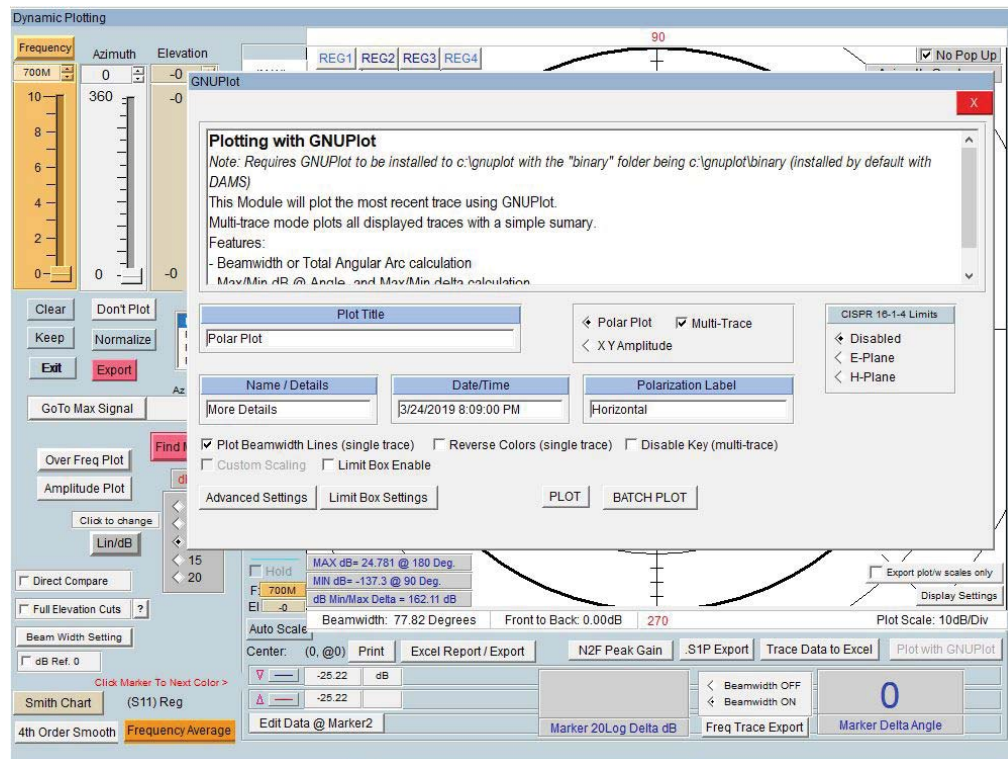 Dynamic Plotting
Frequency
Azimuth
Elevation
700M
0
-0
10
8
6
4
2
0
360
0
-0
-0
REG1 REG2 REG3 REG4
90
No Pop Up
GNUPlot
X
Plotting with GNUPlot
Note: Requires GNUPlot to be installed to c:\gnuplot with the "binary" folder being c:\gnuplot\binary (installed by default with
DAMS)
This Module will plot the most recent trace using GNUPlot.
Multi-trace mode plots all displayed traces with a simple sumary.
Features:
- Beamwidth or Total Angular Arc calculation
- Max/Min dB @ Angle, and Max/Min delta calculation
Plot Title
Polar Plot
Polar Plot
Multi-Trace
X Y Amplitude
CISPR 16-1-4 Limits
Disabled
E-Plane
H-Plane
Name / Details
More Details
Date/Time
3/24/2019 8:09:00 PM
Polarization Label
Horizontal
Plot Beamwidth Lines (single trace)
Reverse Colors (single trace)
Disable Key (multi-trace)
Custom Scaling
Limit Box Enable
Advanced Settings
Limit Box Settings
PLOT
BATCH PLOT
Clear
Don't Plot
Keep
Normalize
Exit
Export
Az
GoTo Max Signal
Find
Over Freq Plot
Amplitude Plot
Click to change
Lin/dB
15
20
Direct Compare
Full Elevation Cuts
?
Beam Width Setting
dB Ref. 0
Click Marker To Next Color >
Smith Chart
(S11) Reg
4th Order Smooth
Frequency Average
Hold
F: 700M
El -0
Auto Scale
MAX dB= 24.781 @ 180 Deg.
MIN dB= -137.3 @ 90 Deg.
dB Min/Max Delta = 162.11 dB
Export plot/w scales only
Display Settings
Beamwidth: 77.82 Degrees
Front to Back: 0.00dB
270
Plot Scale: 10dB/Div
Center: (0, @0)
Print
Excel Report / Export
N2F Peak Gain
.S1P Export
Trace Data to Excel
Plot with GNUPlot
-25.22 dB
-25.22
Edit Data @ Marker2
Marker 20Log Delta dB
Beamwidth OFF
Beamwidth ON
Freq Trace Export
0
Marker Delta Angle